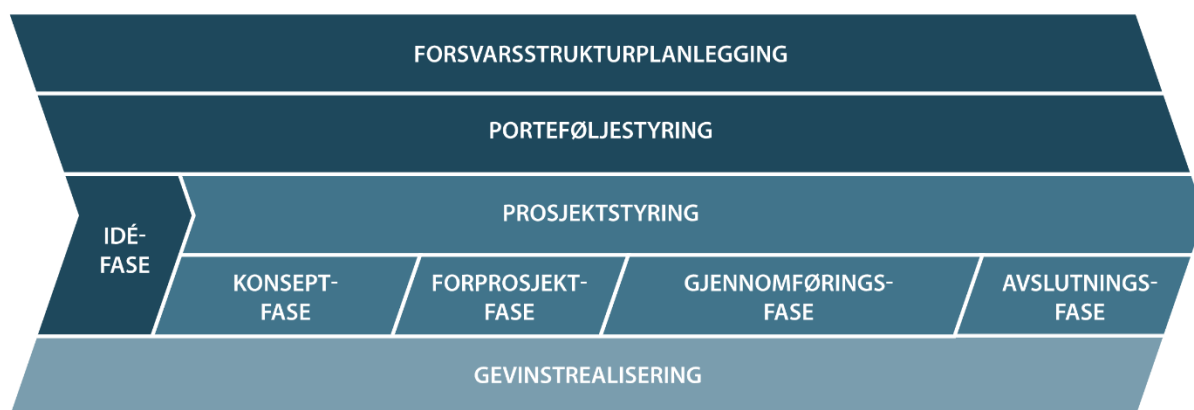 FORSVARSSTRUKTURPLANLEGGING
PORTEFØLJESTYRING
IDÉ-
FASE
PROSJEKTSTYRING
KONSEPT-
FASE
FORPROSJEKT-
FASE
GJENNOMFØRINGS-
FASE
AVSLUTNINGS-
FASE
GEVINSTREALISERING